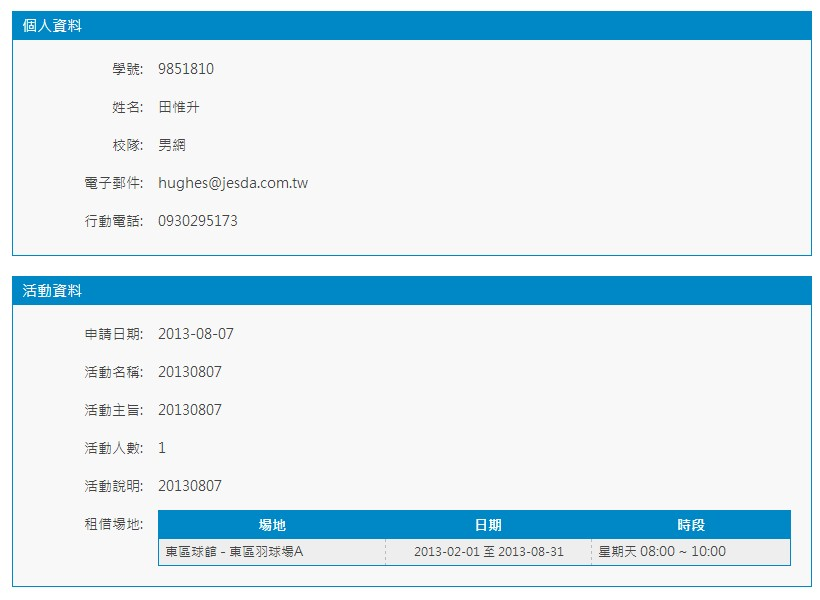 個人資料
學號: 9851810
姓名: 田惟升
校隊: 男網
電子郵件: hughes@jesda.com.tw
行動電話: 0930295173
活動資料
申請日期: 2013-08-07
活動名稱: 20130807
活動主旨: 20130807
活動人數: 1
活動說明: 20130807
租借場地: 場地 日期 時段
東區球館 - 東區羽球場A 2013-02-01 至 2013-08-31 星期天 08:00 ~ 10:00